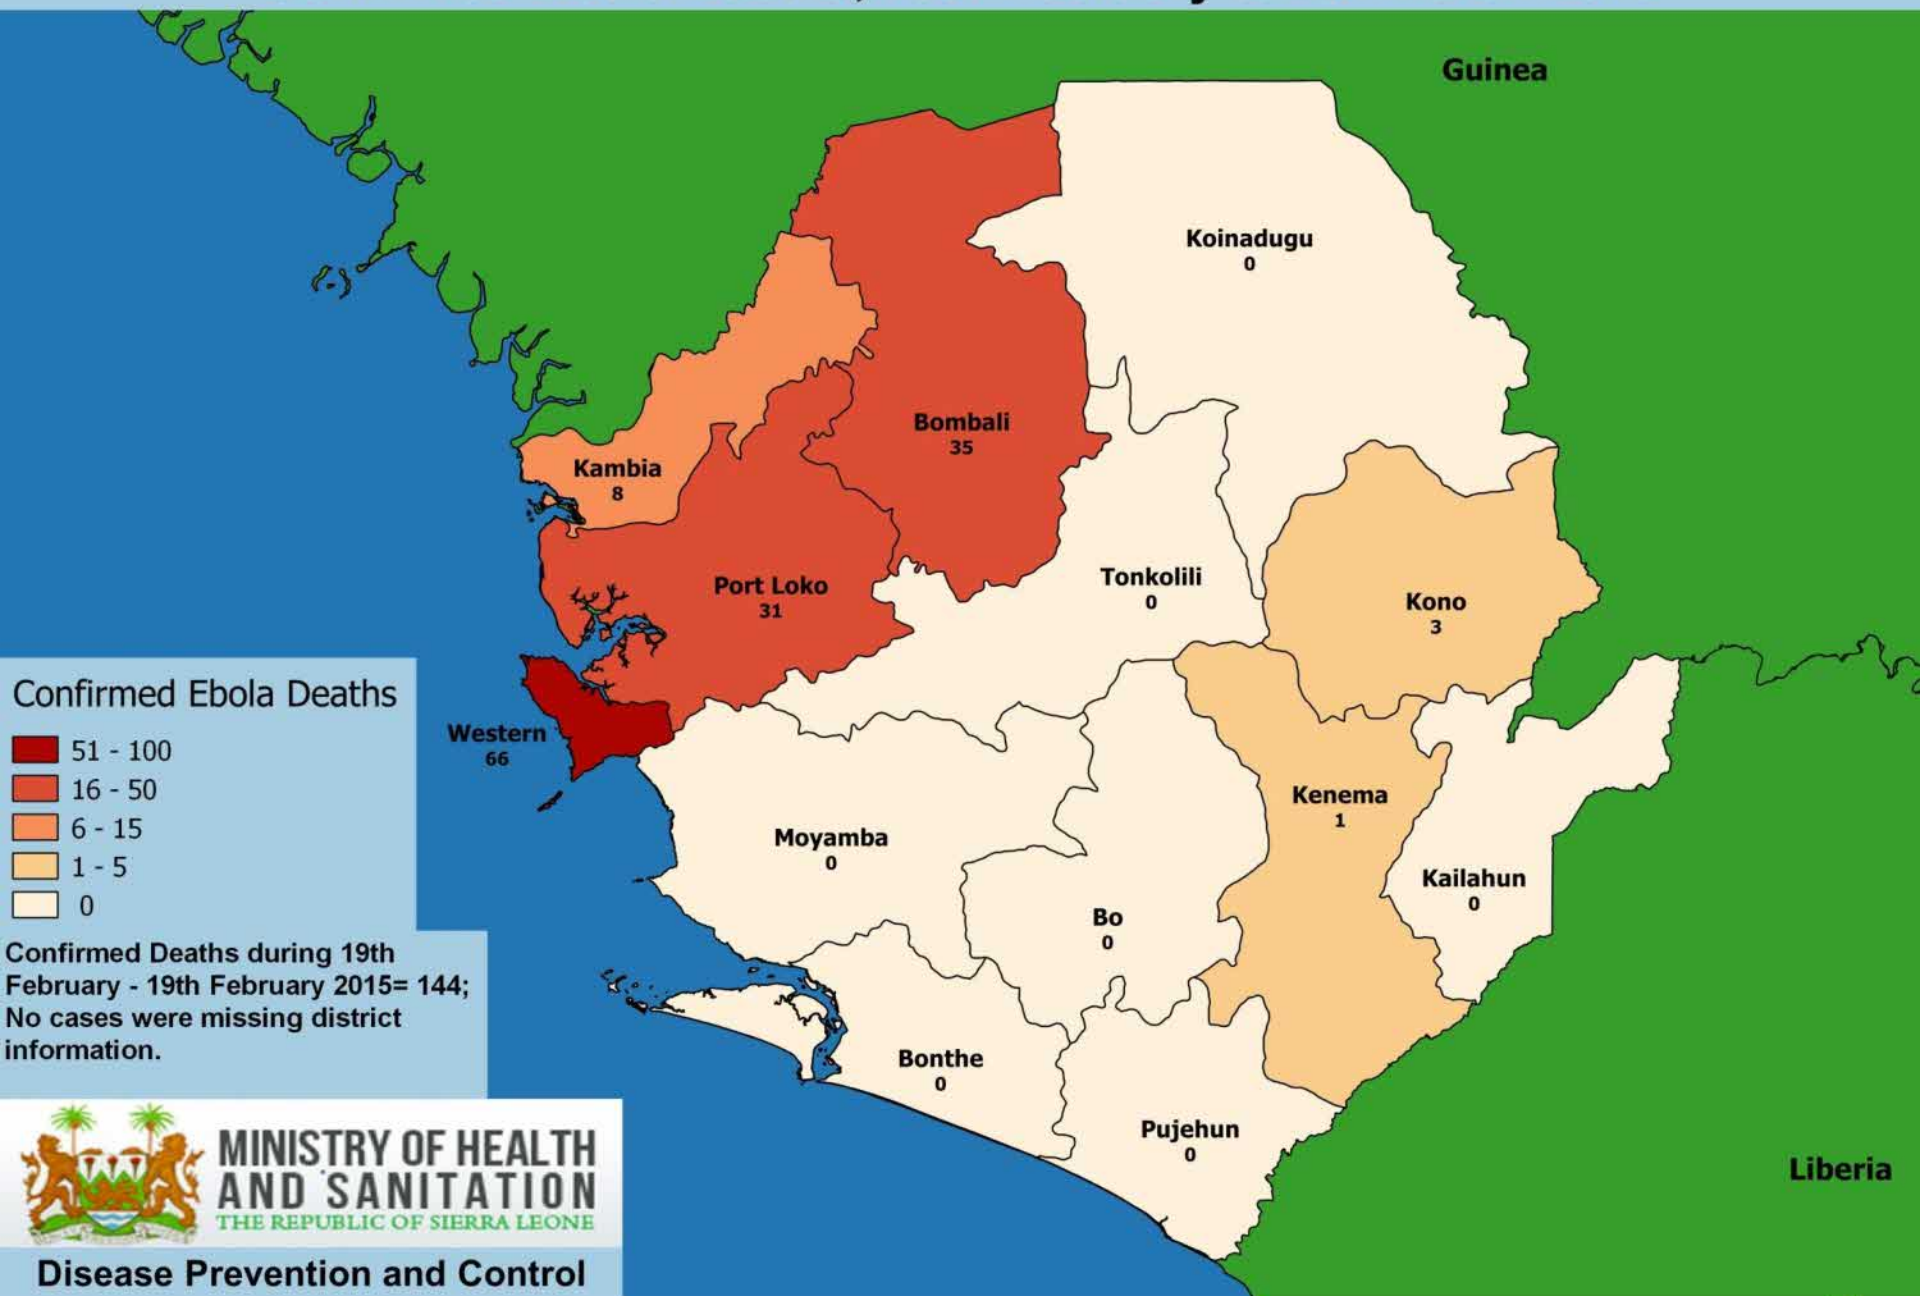 Guinea
Koinadugu
0
Bombali
35
Kambia
8
Port Loko
31
Tonkolili
0
Kono
3
Western
66
Kenema
1
Moyamba
0
Kailahun
0
Bo
0
Bonthe
0
Pujehun
0
Liberia
Confirmed Ebola Deaths
51 - 100
16 - 50
6 - 15
1 - 5
0
Confirmed Deaths during 19th
February - 19th February 2015= 144;
No cases were missing district
information.
MINISTRY OF HEALTH
AND SANITATION
THE REPUBLIC OF SIERRA LEONE
Disease Prevention and Control